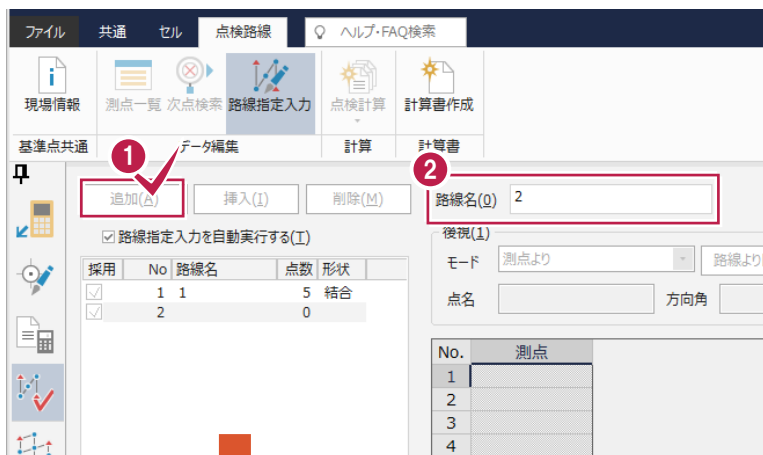 ファイル 共通 セル 点検路線 ヘルプ・FAQ検索
現場情報 測点一覧 次点検索 路線指定入力 点検計算 計算書作成
基準点共通 データ編集 計算 計算書
1 2
追加(A) 挿入(I) 削除(M) 路線名(0) 2
路線指定入力を自動実行する(T) 後視(1)
モード 測点より 路線より
採用 No 路線名 点数 形状
1 1 5 結合 点名 方向角
2 0
No. 測点
1
2
3
4